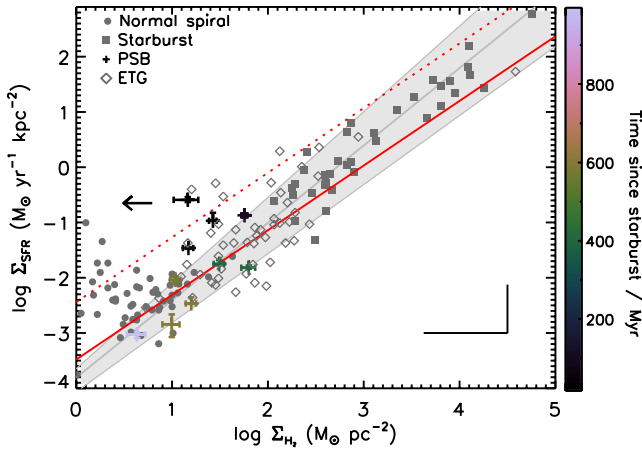 Normal spiral
Starburst
PSB
ETG
2
1
0
-1
-2
-3
-4
log Σ_SFR (M_⊙ yr⁻¹ kpc⁻²)
0
1
2
3
4
5
log Σ_H₂ (M_⊙ pc⁻²)
800
600
400
200
Time since starburst / Myr